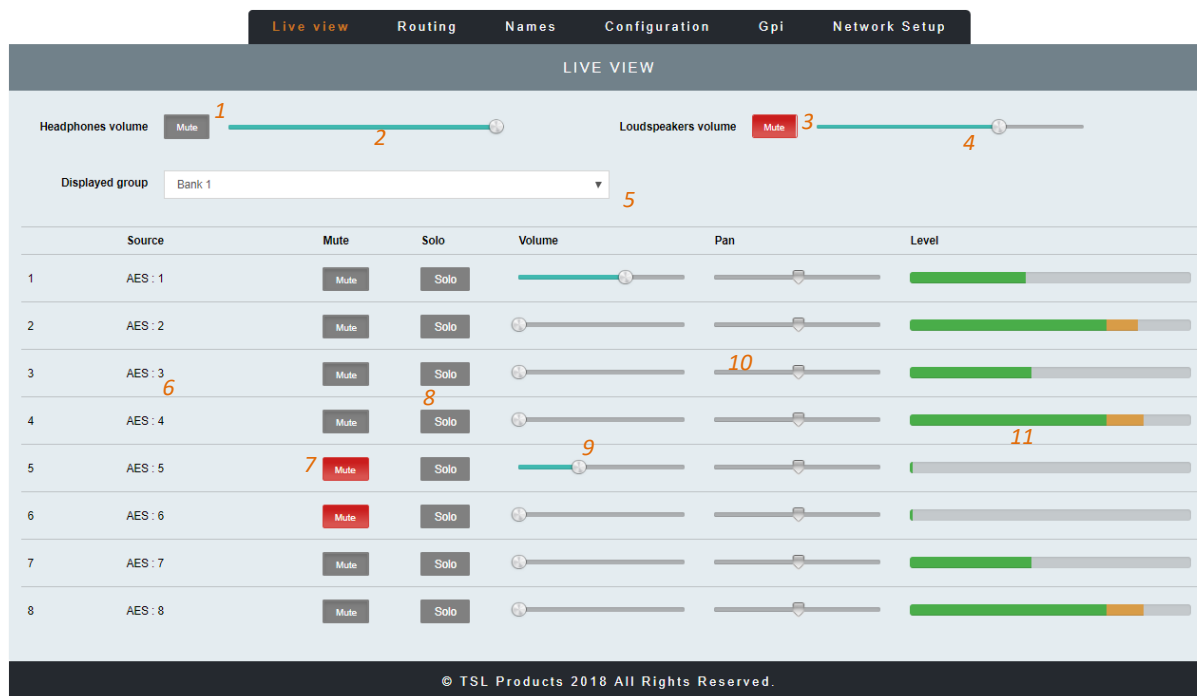 Live view Routing Names Configuration Gpi Network Setup
LIVE VIEW
Headphones volume Mute 1 2 Loudspeakers volume Mute 3 4
Displayed group Bank 1 5
Source Mute Solo Volume Pan Level
1 AES : 1 Mute Solo
2 AES : 2 Mute Solo
3 AES : 3 6 Mute Solo 8 10
4 AES : 4 Mute Solo 11
5 AES : 5 7 Mute Solo 9
6 AES : 6 Mute Solo
7 AES : 7 Mute Solo
8 AES : 8 Mute Solo
© TSL Products 2018 All Rights Reserved.